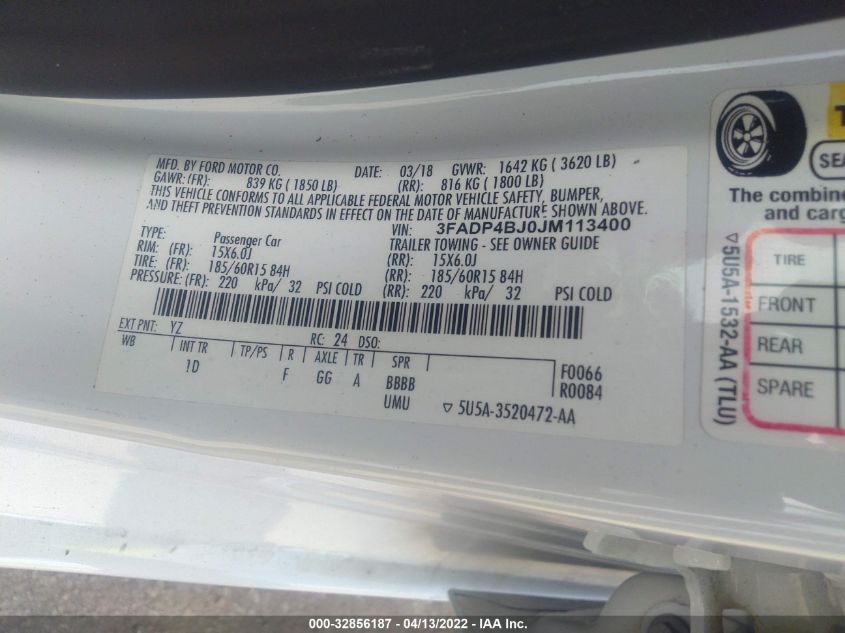 MFD. BY FORD MOTOR CO. DATE: 03/18 GVWR: 1642 KG ( 3620 LB)
GAWR: (FR): 839 KG ( 1850 LB) (RR): 816 KG ( 1800 LB)
THIS VEHICLE CONFORMS TO ALL APPLICABLE FEDERAL MOTOR VEHICLE SAFETY, BUMPER,
AND THEFT PREVENTION STANDARDS IN EFFECT ON THE DATE OF MANUFACTURE SHOWN ABOVE.
VIN: 3FADP4BJ0JM113400
TYPE: Passenger Car TRAILER TOWING - SEE OWNER GUIDE
RIM: (FR): 15X6.0J (RR): 15X6.0J
TIRE: (FR): 185/60R15 84H (RR): 185/60R15 84H
PRESSURE: (FR): 220 kPa/ 32 PSI COLD (RR): 220 kPa/ 32 PSI COLD
EXT PNT: YZ RC: 24 DSO:
WB INT TR TP/PS R AXLE TR SPR
1D F GG A BBBB
UMU
F0066
R0084
▽ 5U5A-3520472-AA
SEA
The combine
and carg
TIRE
FRONT
REAR
SPARE
▽ 5U5A-1532-AA (TLU)
000-32856187 - 04/13/2022 - IAA Inc.